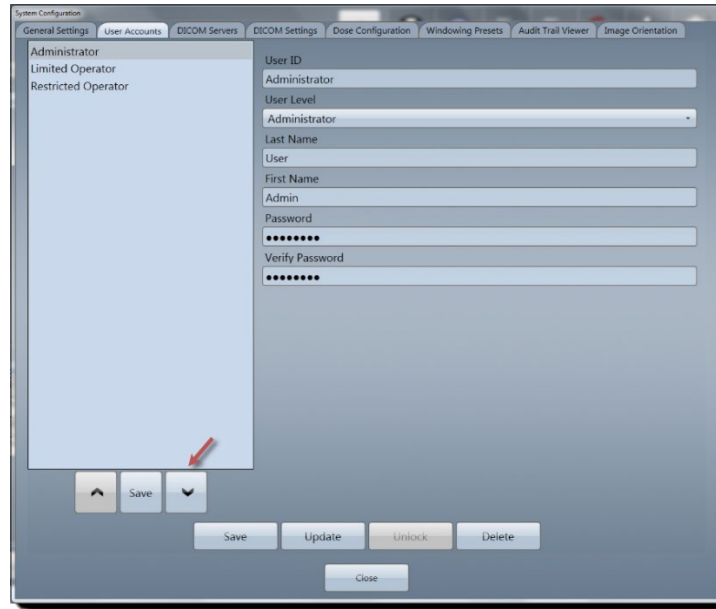 System Configuration
General Settings User Accounts DICOM Servers DICOM Settings Dose Configuration Windowing Presets Audit Trail Viewer Image Orientation
Administrator
Limited Operator
Restricted Operator
User ID
Administrator
User Level
Administrator
Last Name
User
First Name
Admin
Password
••••••••
Verify Password
••••••••
Save
Save Update Unlock Delete
Close